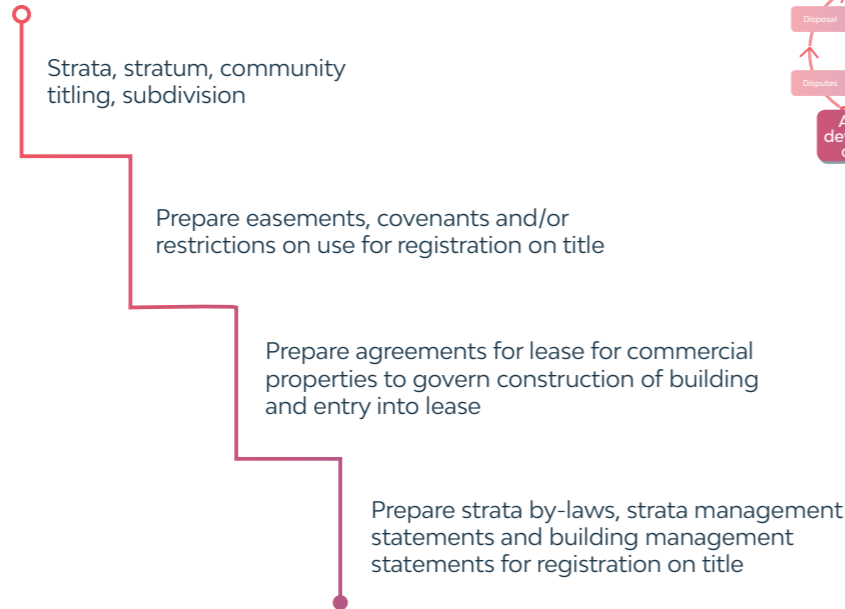 Disposal
Strata, stratum, community
titling, subdivision
Disputes
Prepare easements, covenants and/or
restrictions on use for registration on title
Prepare agreements for lease for commercial
properties to govern construction of building
and entry into lease
Prepare strata by-laws, strata management
statements and building management
statements for registration on title